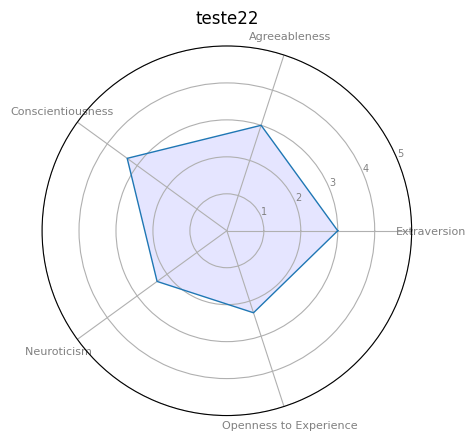 teste22
Agreeableness
Conscientiousness
5
4
3
2
1
Extraversion
Neuroticism
Openness to Experience